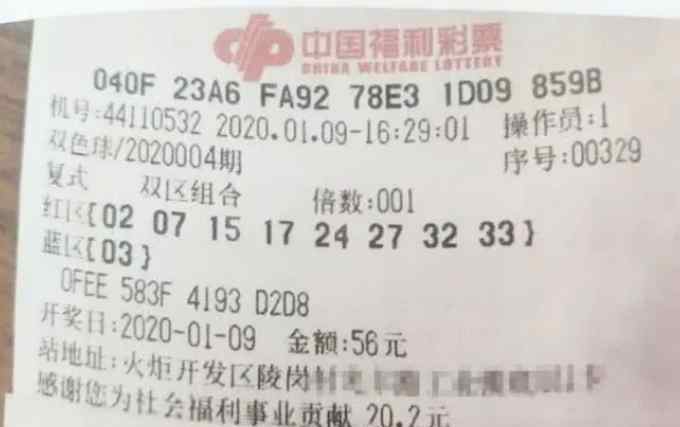 中国福利彩票
CHINA WELFARE LOTTERY
040F 23A6 FA92 78E3 1D09 859B
机号:44110532 2020.01.09-16:29:01 操作员:1
双色球/2020004期 序号:00329
复式 双区组合 倍数:001
红区{02 07 15 17 24 27 32 33}
蓝区{03}
0FEE 583F 4193 D2D8
开奖日:2020-01-09 金额:56元
站地址:火炬开发区陵岗
感谢您为社会福利事业贡献 20.2元